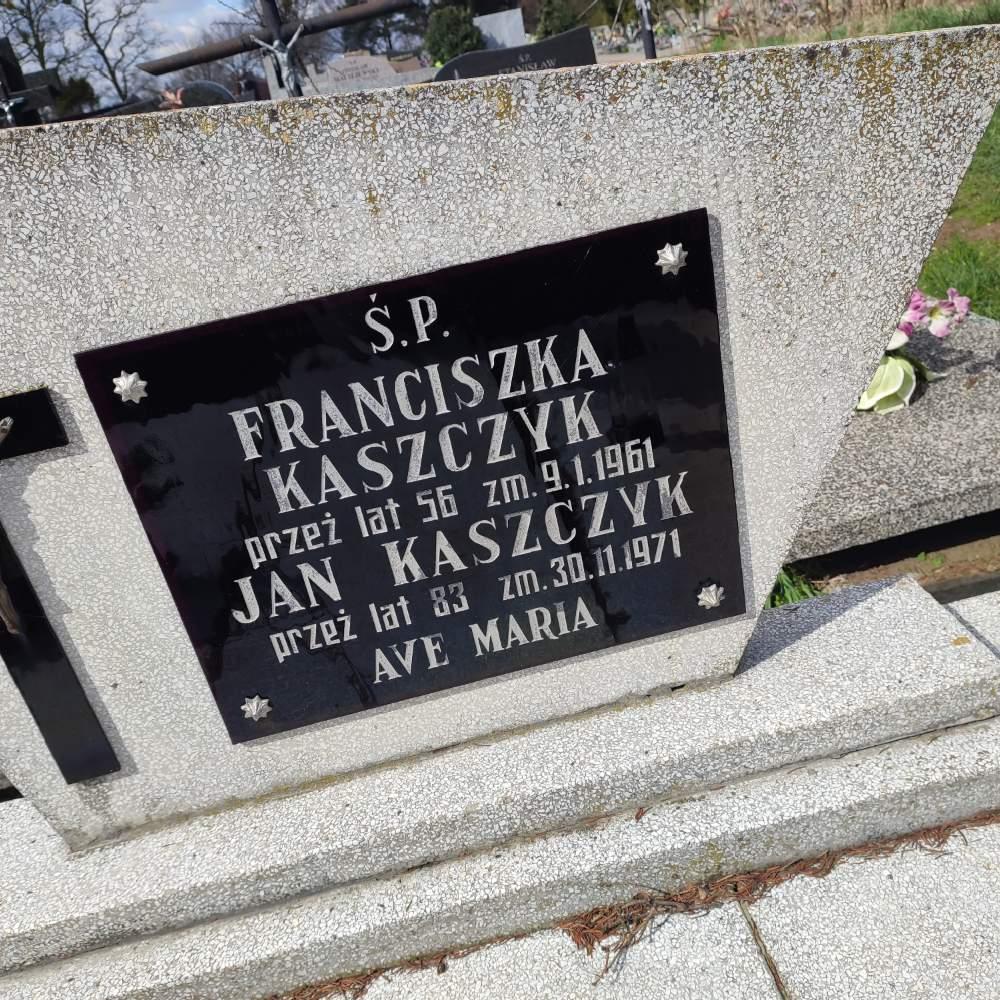 Ś.P.
FRANCISZKA
KASZCZYK
przeż lat 56 zm. 9.1.1961
JAN KASZCZYK
przeż lat 83 zm. 30.11.1971
AVE MARIA
Ś.P.
STANISŁAW